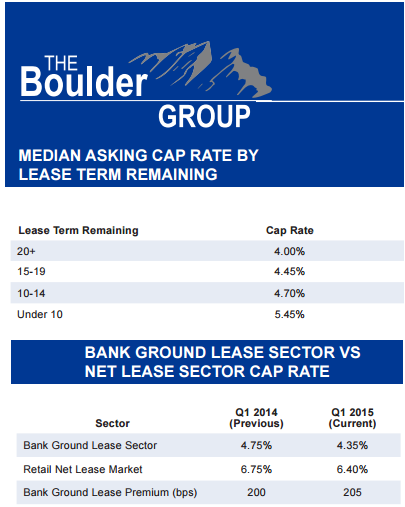 THE
Boulder
GROUP
MEDIAN ASKING CAP RATE BY
LEASE TERM REMAINING
Lease Term Remaining Cap Rate
20+ 4.00%
15-19 4.45%
10-14 4.70%
Under 10 5.45%
BANK GROUND LEASE SECTOR VS
NET LEASE SECTOR CAP RATE
Sector Q1 2014 (Previous) Q1 2015 (Current)
Bank Ground Lease Sector 4.75% 4.35%
Retail Net Lease Market 6.75% 6.40%
Bank Ground Lease Premium (bps) 200 205